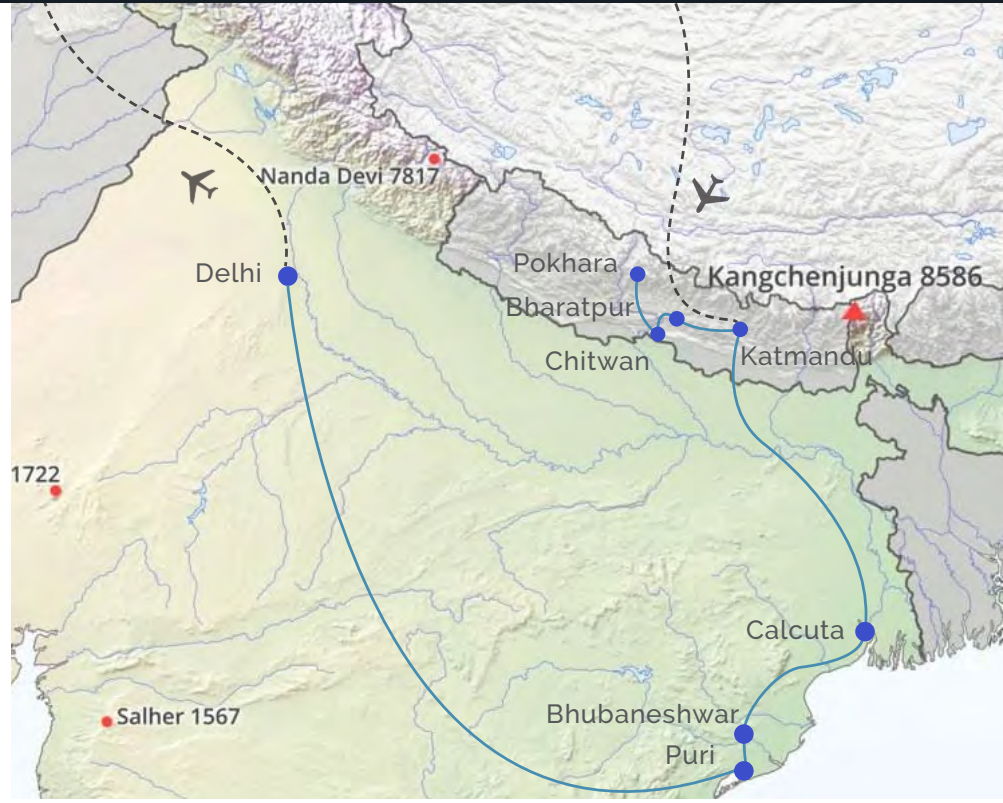 Nanda Devi 7817
Delhi
Pokhara
Kangchenjunga 8586
Bharatpur
Chitwan
Katmandu
1722
Calcuta
Salher 1567
Bhubaneshwar
Puri